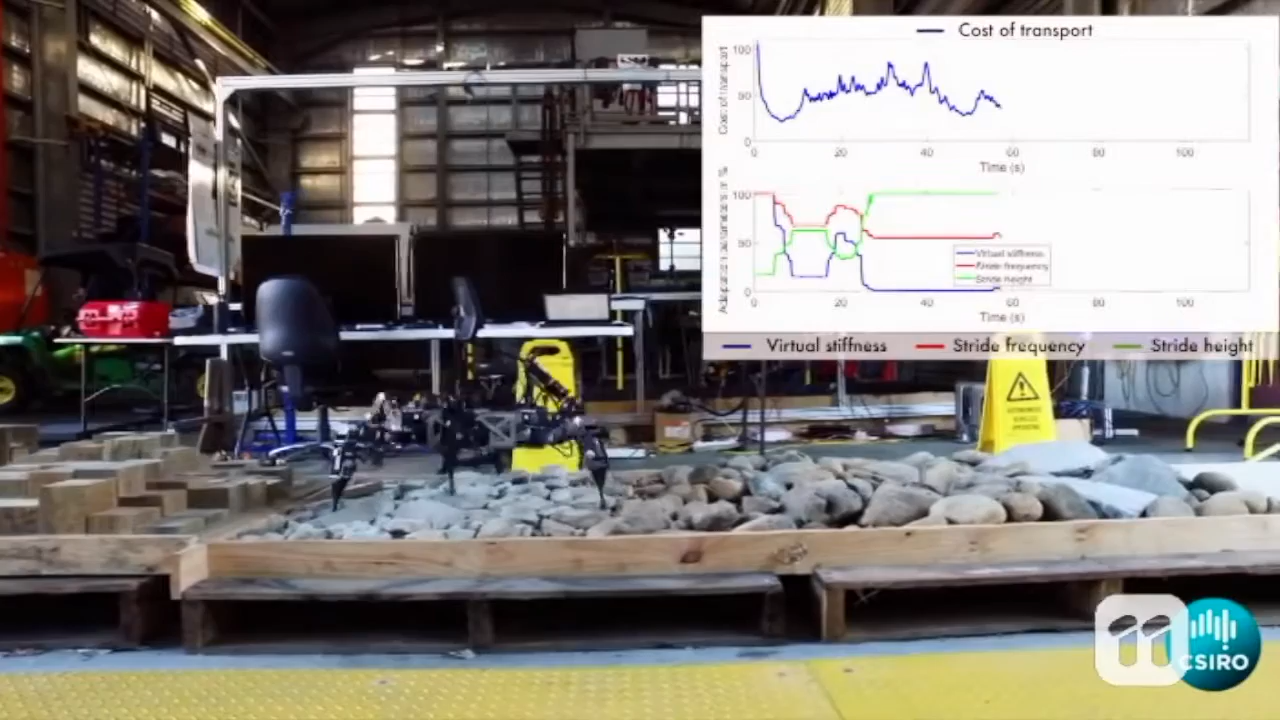 Cost of transport
Cost of transport
100
50
0
0 20 40 60 80 100
Time (s)
100
50
0
Virtual stiffness
Stride frequency
Stride height
0 20 40 60 80 100
Time (s)
Virtual stiffness Stride frequency Stride height
CSIRO